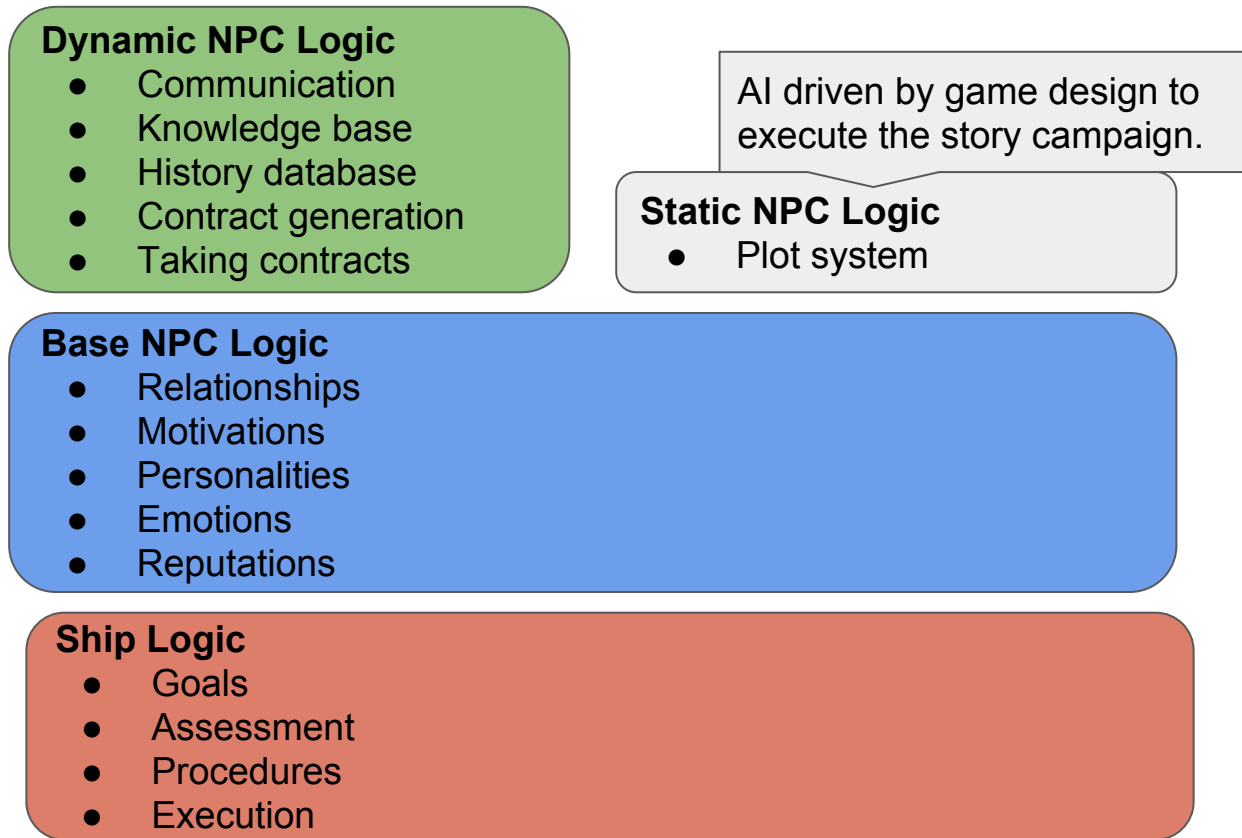 Dynamic NPC Logic
● Communication
● Knowledge base
● History database
● Contract generation
● Taking contracts
AI driven by game design to
execute the story campaign.
Static NPC Logic
● Plot system
Base NPC Logic
● Relationships
● Motivations
● Personalities
● Emotions
● Reputations
Ship Logic
● Goals
● Assessment
● Procedures
● Execution